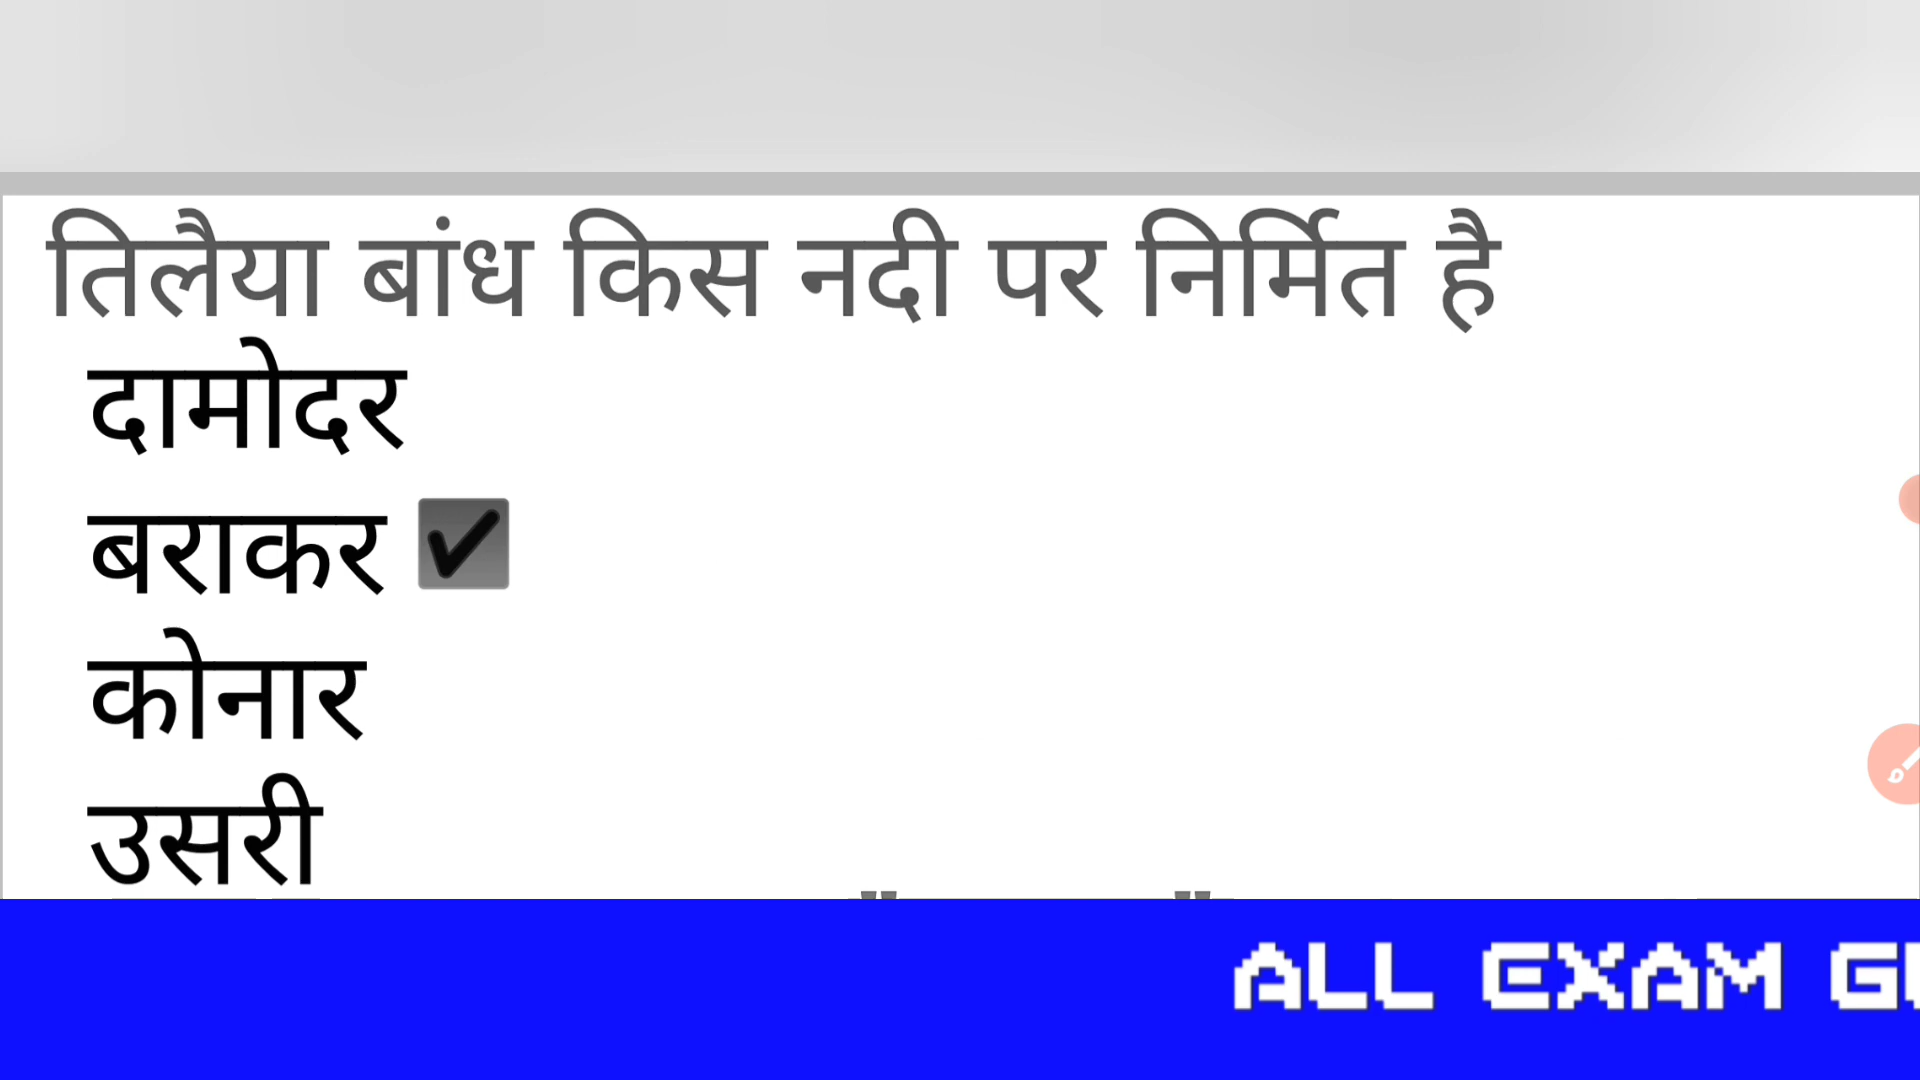 तिलैया बांध किस नदी पर निर्मित है
दामोदर
बराकर ✔
कोनार
उसरी
ALL EXAM